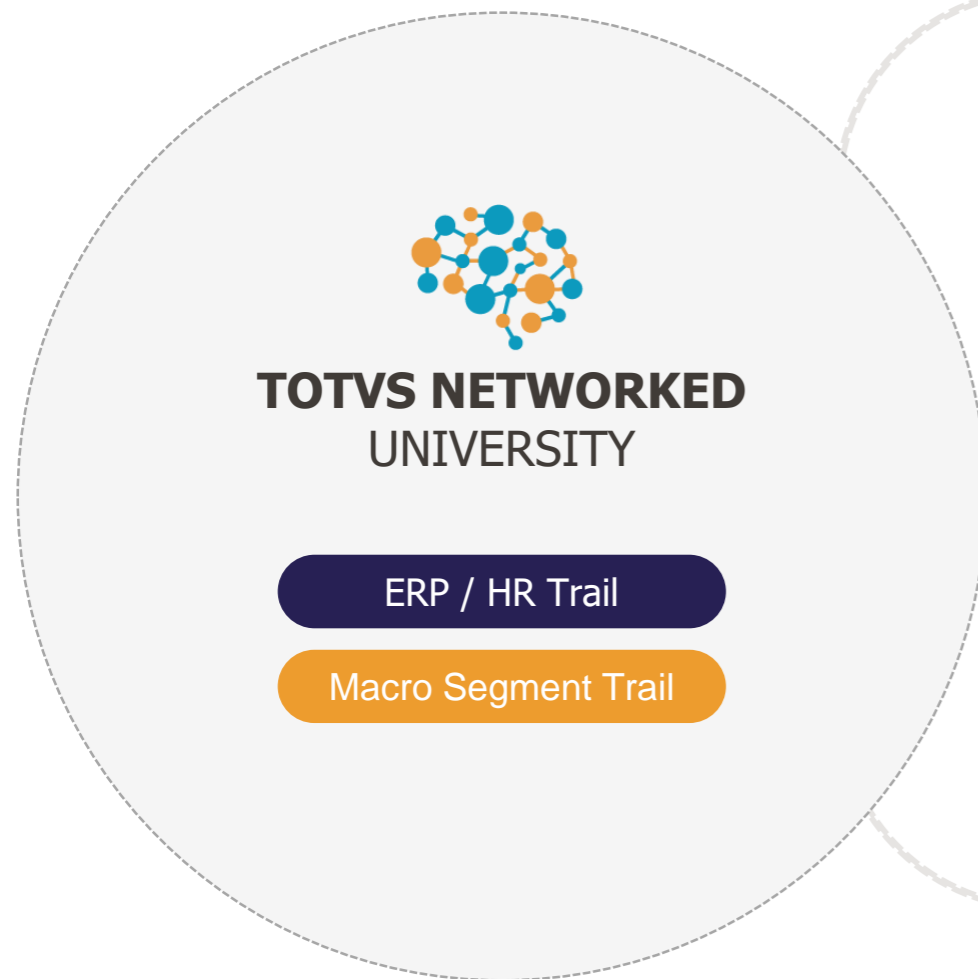 TOTVS NETWORKED
UNIVERSITY
ERP / HR Trail
Macro Segment Trail